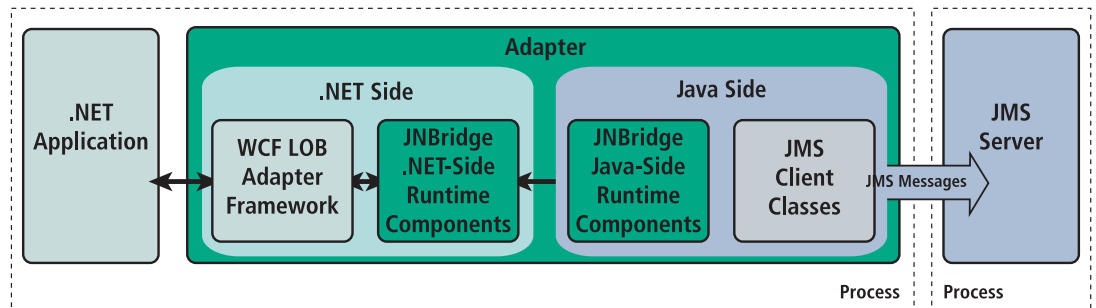 Adapter
.NET
Application
.NET Side
WCF LOB
Adapter
Framework
JNBridge
.NET-Side
Runtime
Components
Java Side
JNBridge
Java-Side
Runtime
Components
JMS
Client
Classes
JMS Messages
JMS
Server
Process
Process